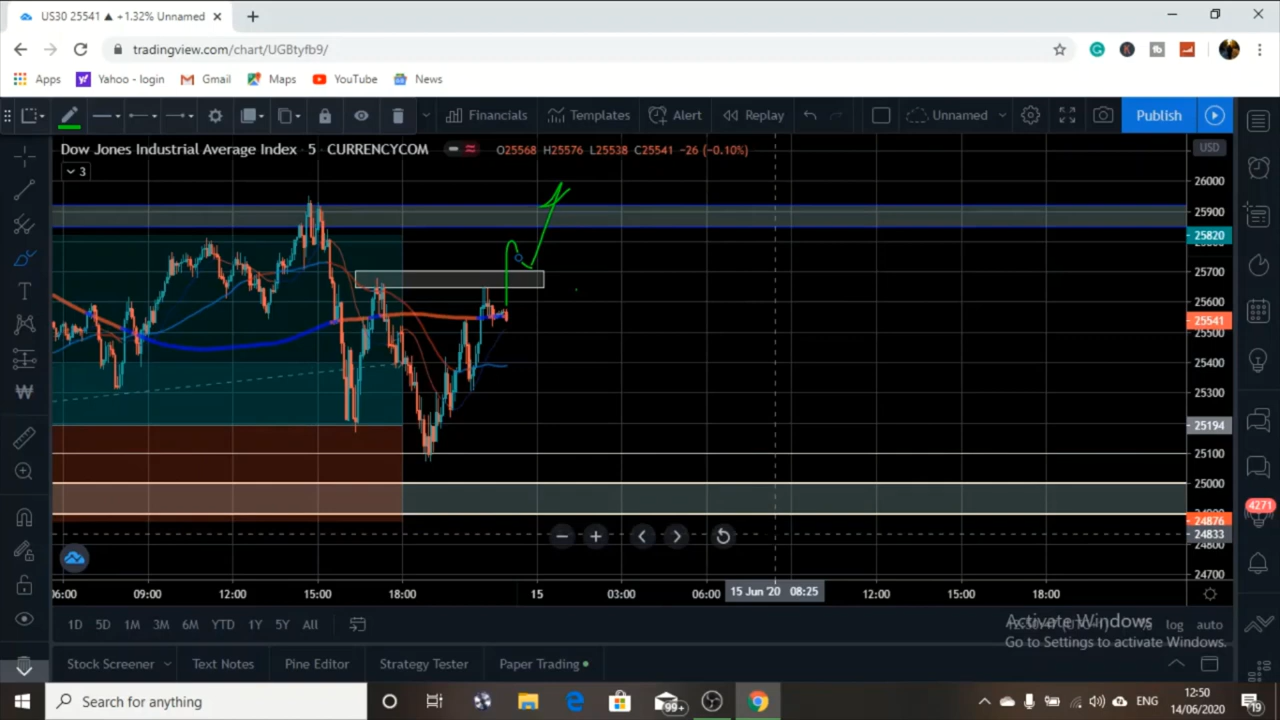 US30 25541 ▲ +1.32% Unnamed
tradingview.com/chart/UGBtyfb9/
Apps Yahoo - login Gmail Maps YouTube News
Financials Templates Alert Replay Unnamed Publish
Dow Jones Industrial Average Index · 5 · CURRENCYCOM O25568 H25576 L25538 C25541 −26 (−0.10%) USD
3
26000
25900
25820
25700
25600
25541
25500
25400
25300
25194
25100
25000
24876
24833
24800
24700
4271
06:00 09:00 12:00 15:00 18:00 15 03:00 06:00 15 Jun '20 08:25 12:00 15:00 18:00
1D 5D 1M 3M 6M YTD 1Y 5Y All % log auto
Activate Windows
Go to Settings to activate Windows.
Stock Screener Text Notes Pine Editor Strategy Tester Paper Trading
Search for anything 99+ ENG 12:50
14/06/2020 19